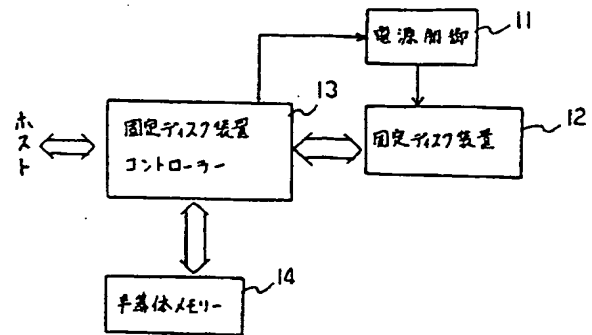 電源制御
11
13
固定ディスク装置
コントローラー
ホスト
固定ディスク装置
12
半導体メモリー
14